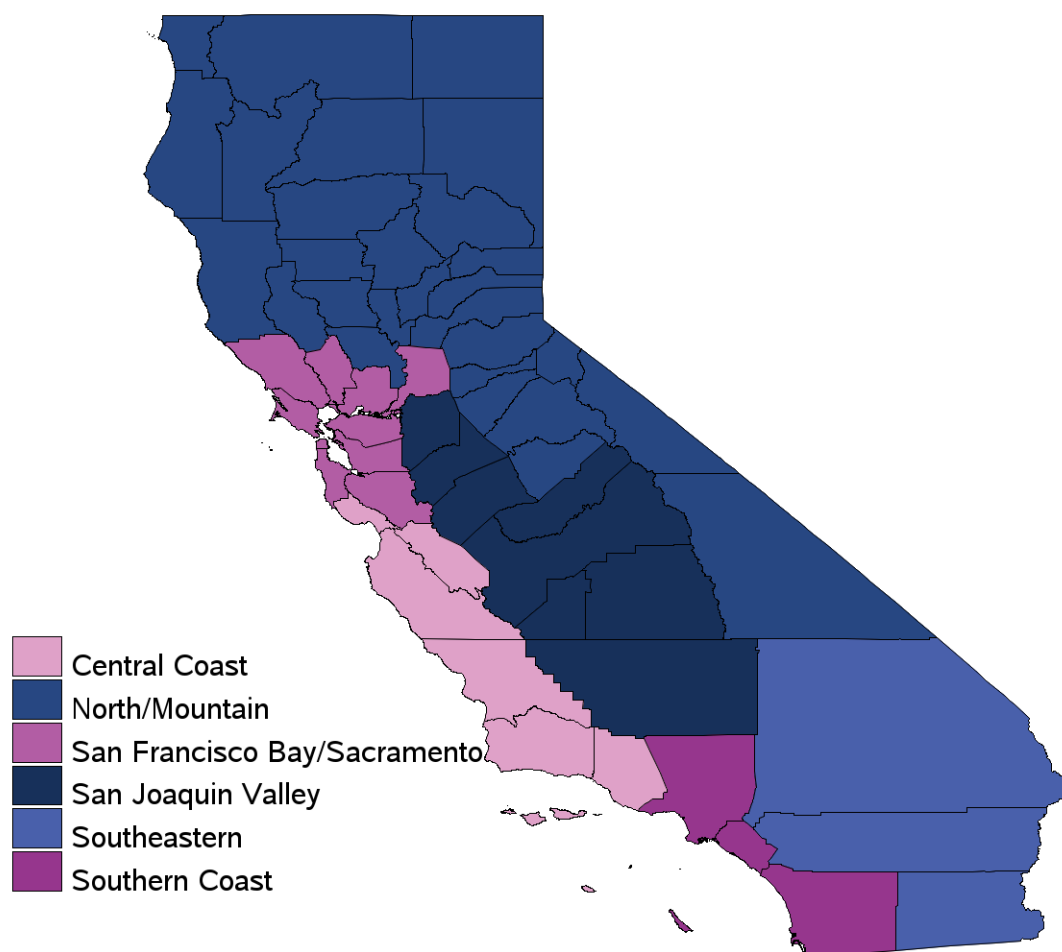 Central Coast
North/Mountain
San Francisco Bay/Sacramento
San Joaquin Valley
Southeastern
Southern Coast